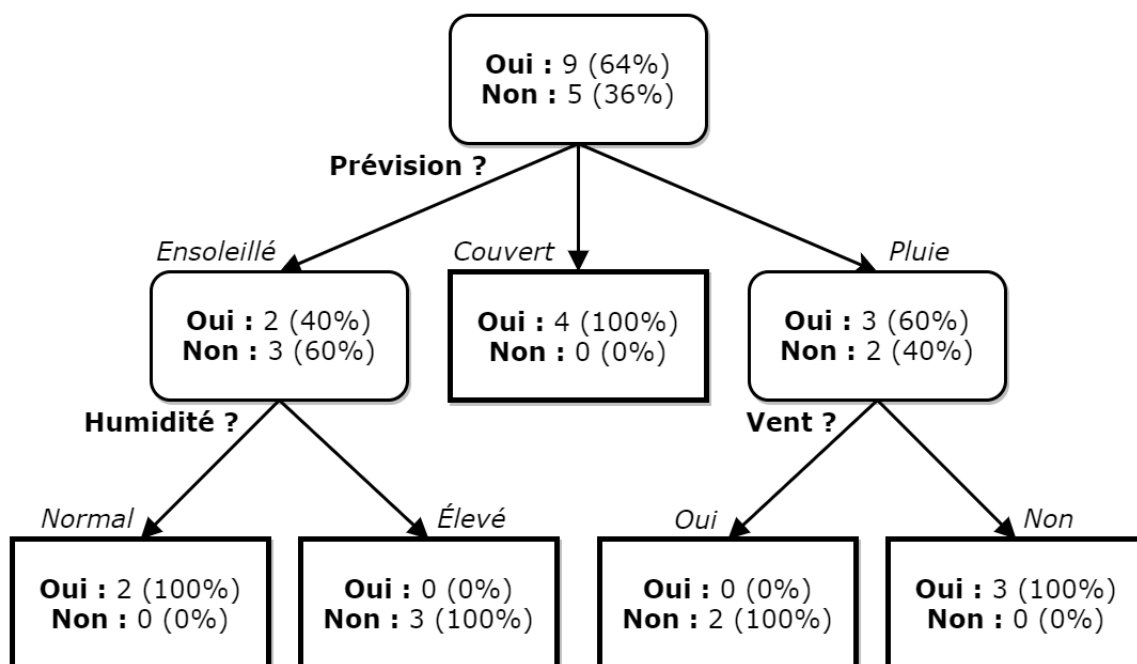 Oui : 9 (64%)
Non : 5 (36%)
Prévision ?
Ensoleillé
Couvert
Pluie
Oui : 2 (40%)
Non : 3 (60%)
Oui : 4 (100%)
Non : 0 (0%)
Oui : 3 (60%)
Non : 2 (40%)
Humidité ?
Vent ?
Normal
Élevé
Oui
Non
Oui : 2 (100%)
Non : 0 (0%)
Oui : 0 (0%)
Non : 3 (100%)
Oui : 0 (0%)
Non : 2 (100%)
Oui : 3 (100%)
Non : 0 (0%)